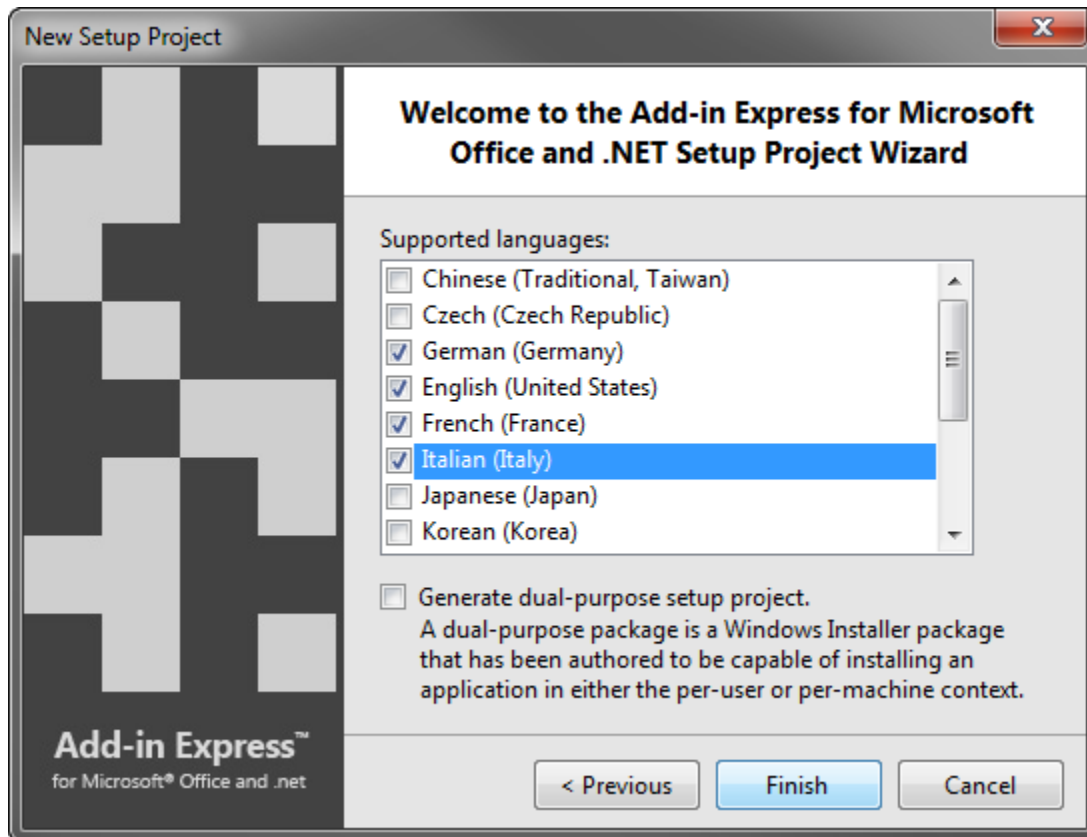 New Setup Project
Welcome to the Add-in Express for Microsoft
Office and .NET Setup Project Wizard
Supported languages:
Chinese (Traditional, Taiwan)
Czech (Czech Republic)
German (Germany)
English (United States)
French (France)
Italian (Italy)
Japanese (Japan)
Korean (Korea)
Generate dual-purpose setup project.
A dual-purpose package is a Windows Installer package
that has been authored to be capable of installing an
application in either the per-user or per-machine context.
Add-in Express™
for Microsoft® Office and .net
< Previous
Finish
Cancel